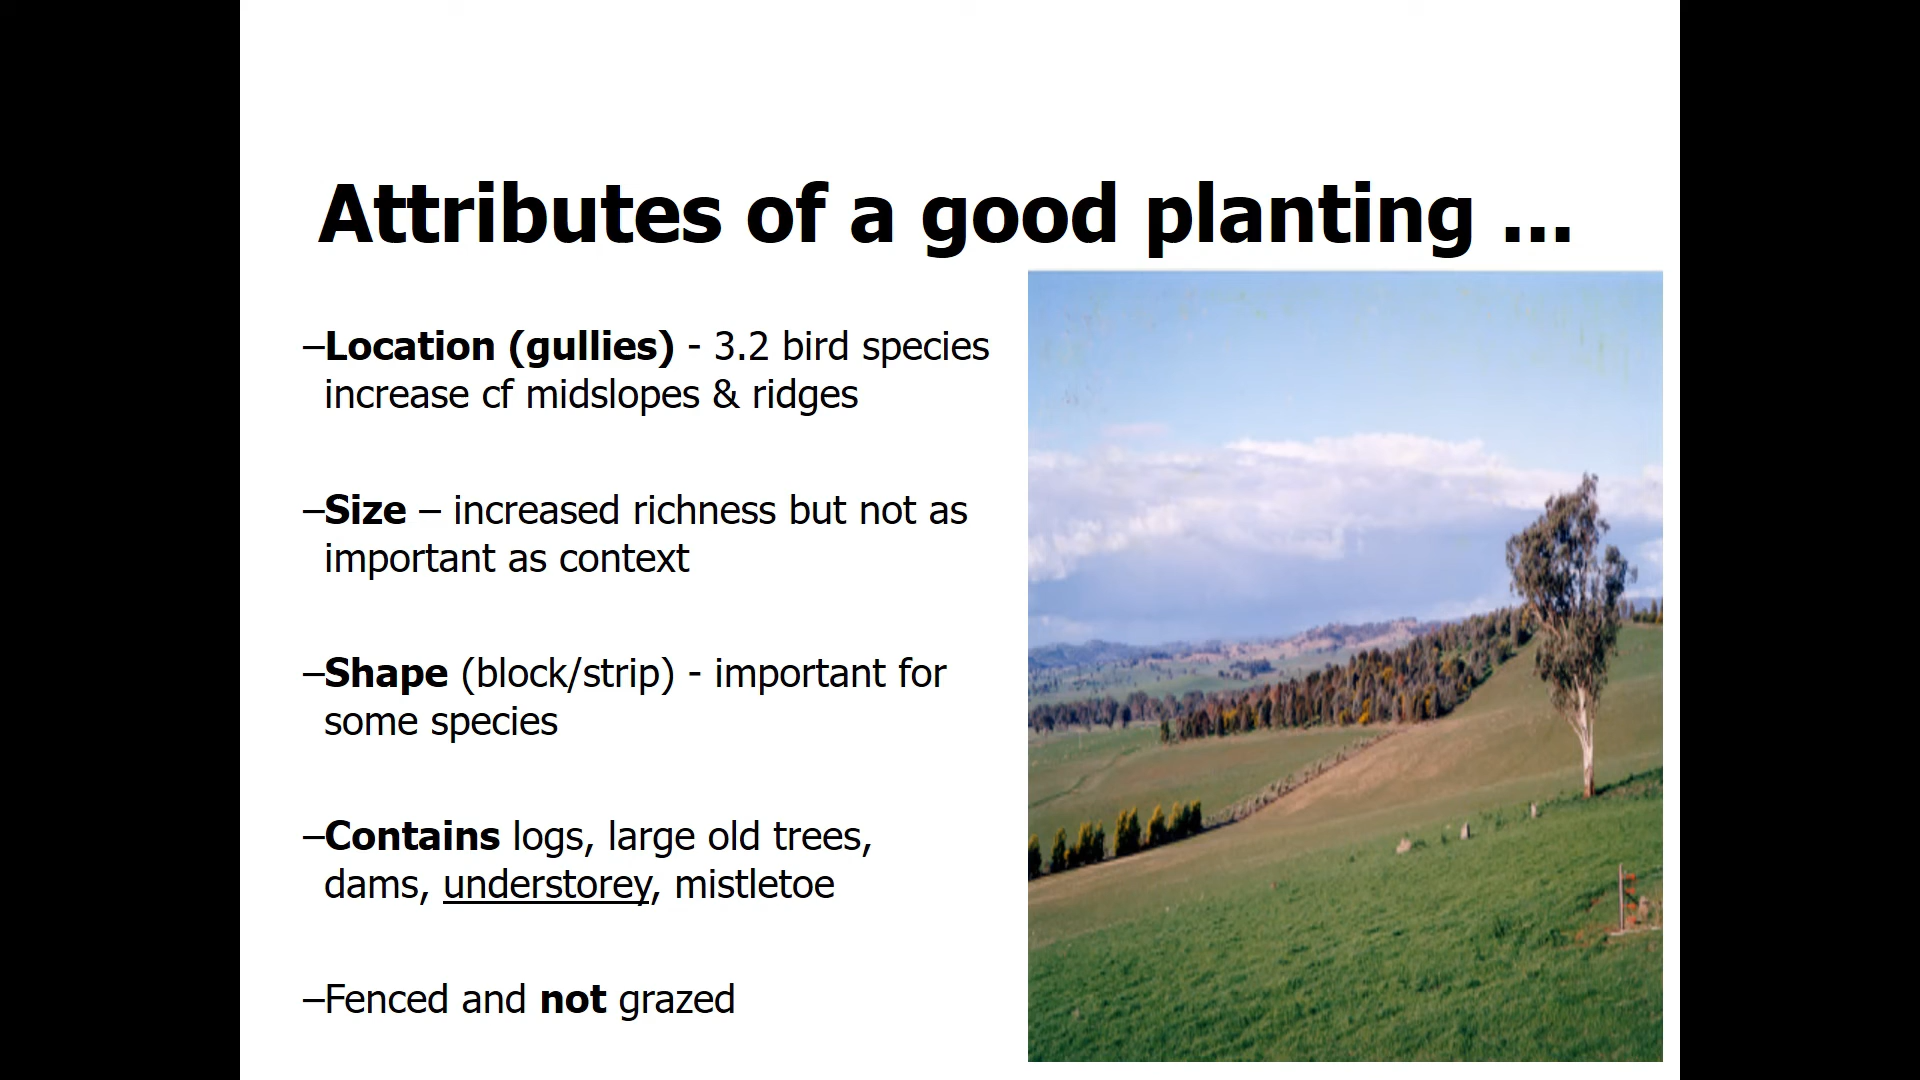 Attributes of a good planting ...
–Location (gullies) - 3.2 bird species
increase cf midslopes & ridges
–Size – increased richness but not as
important as context
–Shape (block/strip) - important for
some species
–Contains logs, large old trees,
dams, understorey, mistletoe
–Fenced and not grazed